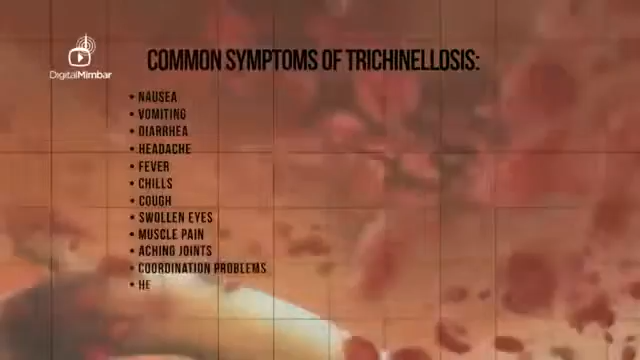 DigitalMimbar
COMMON SYMPTOMS OF TRICHINELLOSIS:
• NAUSEA
• VOMITING
• DIARRHEA
• HEADACHE
• FEVER
• CHILLS
• COUGH
• SWOLLEN EYES
• MUSCLE PAIN
• ACHING JOINTS
• COORDINATION PROBLEMS
• HE